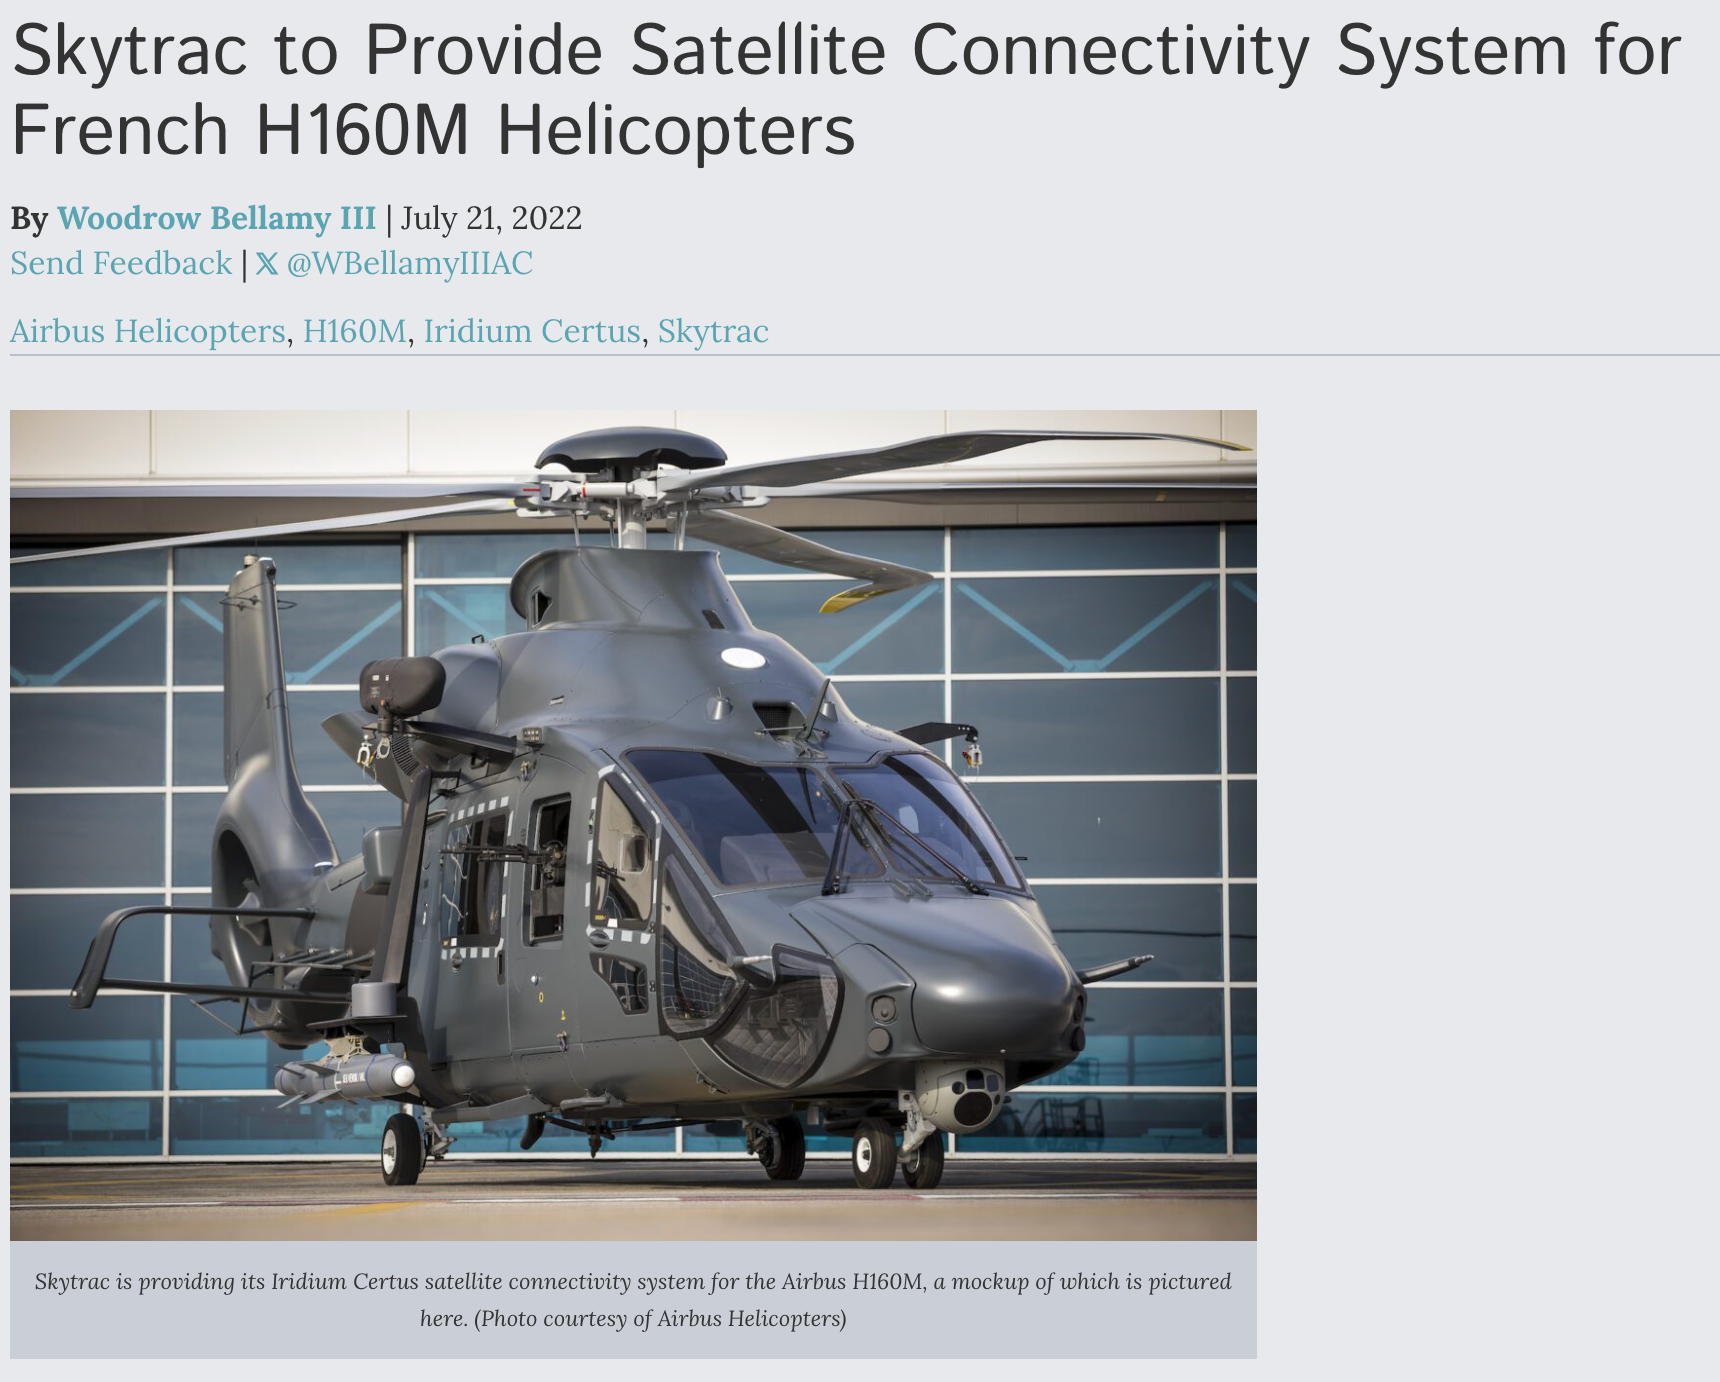 Skytrac to Provide Satellite Connectivity System for
French H160M Helicopters
By Woodrow Bellamy III | July 21, 2022
Send Feedback | 𝕏 @WBellamyIIIAC
Airbus Helicopters, H160M, Iridium Certus, Skytrac
Skytrac is providing its Iridium Certus satellite connectivity system for the Airbus H160M, a mockup of which is pictured
here. (Photo courtesy of Airbus Helicopters)